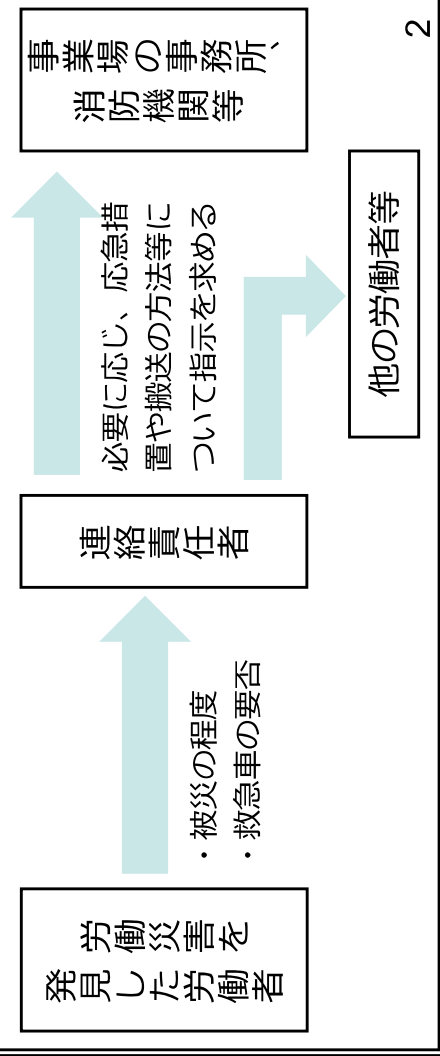 労働災害を
発見した労働
者
・被災の程度
・救急車の要否
連絡責任
者
必要に応じ、応急措
置や搬送の方法等に
ついて指示を求める
事業場の事務所、
消防機関等
他の労働者等
2